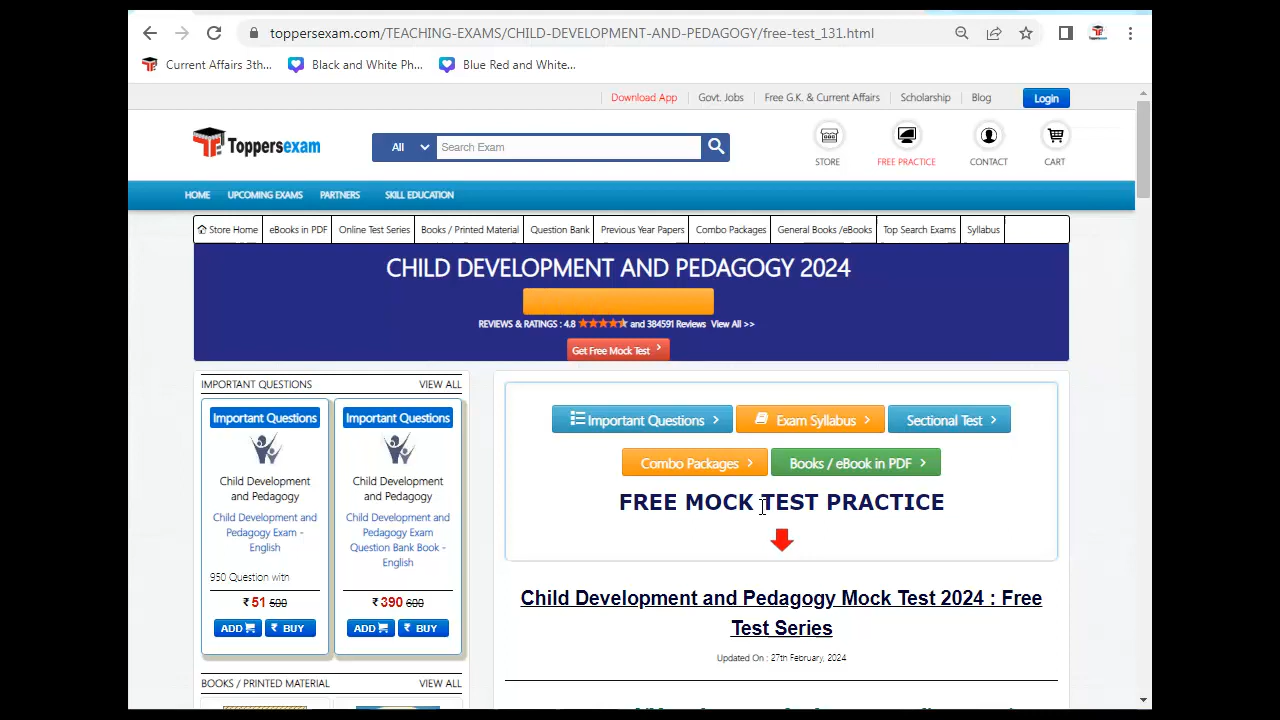 toppersexam.com/TEACHING-EXAMS/CHILD-DEVELOPMENT-AND-PEDAGOGY/free-test_131.html
Current Affairs 3th... Black and White Ph... Blue Red and White...
Download App Govt. Jobs Free G.K. & Current Affairs Scholarship Blog Login
Toppersexam All Search Exam
STORE FREE PRACTICE CONTACT CART
HOME UPCOMING EXAMS PARTNERS SKILL EDUCATION
Store Home eBooks in PDF Online Test Series Books / Printed Material Question Bank Previous Year Papers Combo Packages General Books /eBooks Top Search Exams Syllabus
CHILD DEVELOPMENT AND PEDAGOGY 2024
REVIEWS & RATINGS : 4.8 and 384591 Reviews View All >>
Get Free Mock Test
IMPORTANT QUESTIONS VIEW ALL
Important Questions
Child Development
and Pedagogy
Child Development and
Pedagogy Exam -
English
950 Question with
₹ 51 500
ADD ₹ BUY
Important Questions
Child Development
and Pedagogy
Child Development and
Pedagogy Exam
Question Bank Book -
English
₹ 390 600
ADD ₹ BUY
BOOKS / PRINTED MATERIAL VIEW ALL
Important Questions Exam Syllabus Sectional Test
Combo Packages Books / eBook in PDF
FREE MOCK TEST PRACTICE
Child Development and Pedagogy Mock Test 2024 : Free
Test Series
Updated On : 27th February, 2024